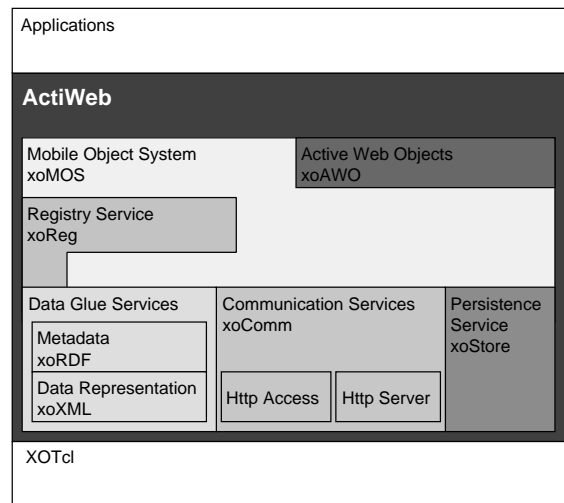 Applications
ActiWeb
Mobile Object System
xoMOS
Active Web Objects
xoAWO
Registry Service
xoReg
Data Glue Services
Metadata
xoRDF
Data Representation
xoXML
Communication Services
xoComm
Http Access
Http Server
Persistence
Service
xoStore
XOTcl